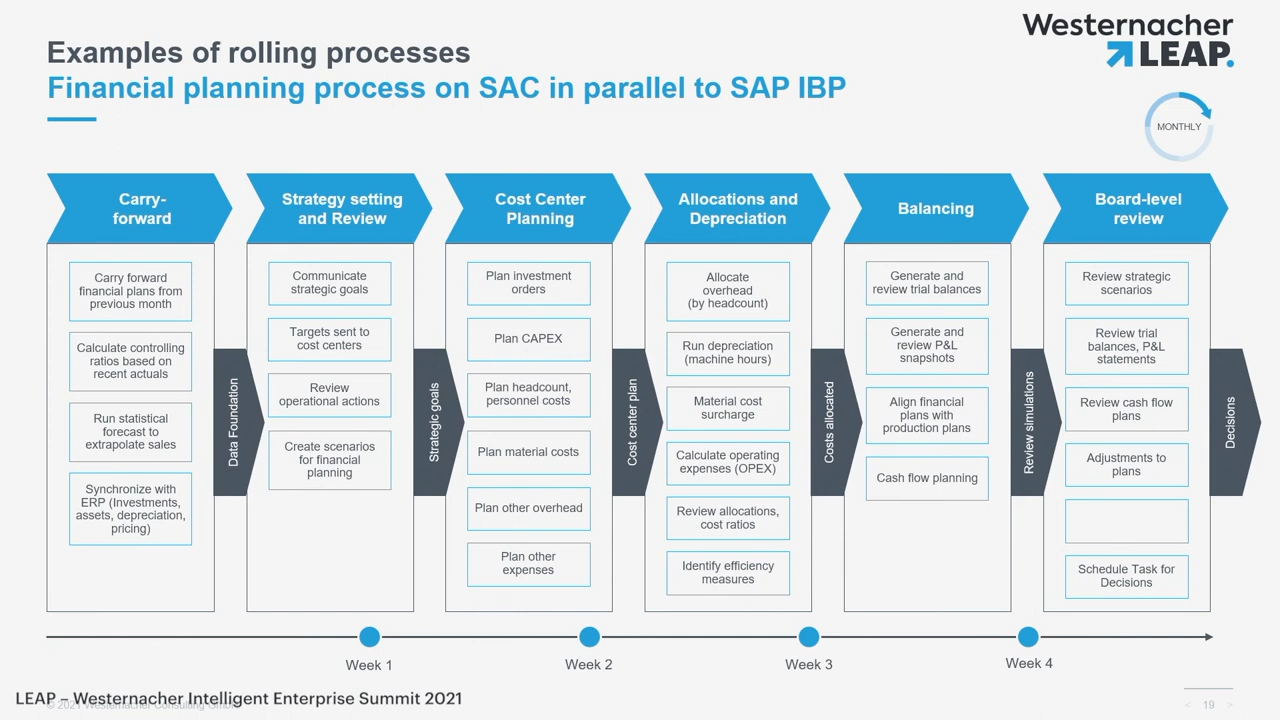 Westernacher
LEAP.
Examples of rolling processes
Financial planning process on SAC in parallel to SAP IBP
MONTHLY
Carry-
forward
Carry forward
financial plans from
previous month
Calculate controlling
ratios based on
recent actuals
Run statistical
forecast to
extrapolate sales
Synchronize with
ERP (Investments,
assets, depreciation,
pricing)
Data Foundation
Strategy setting
and Review
Communicate
strategic goals
Targets sent to
cost centers
Review
operational actions
Create scenarios
for financial
planning
Strategic goals
Cost Center
Planning
Plan investment
orders
Plan CAPEX
Plan headcount,
personnel costs
Plan material costs
Plan other overhead
Plan other
expenses
Cost center plan
Allocations and
Depreciation
Allocate
overhead
(by headcount)
Run depreciation
(machine hours)
Material cost
surcharge
Calculate operating
expenses (OPEX)
Review allocations,
cost ratios
Identify efficiency
measures
Costs allocated
Balancing
Generate and
review trial balances
Generate and
review P&L
snapshots
Align financial
plans with
production plans
Cash flow planning
Review simulations
Board-level
review
Review strategic
scenarios
Review trial
balances, P&L
statements
Review cash flow
plans
Adjustments to
plans
Schedule Task for
Decisions
Decisions
Week 1
Week 2
Week 3
Week 4
LEAP – Westernacher Intelligent Enterprise Summit 2021
© 2021 Westernacher Consulting GmbH
< 19 >